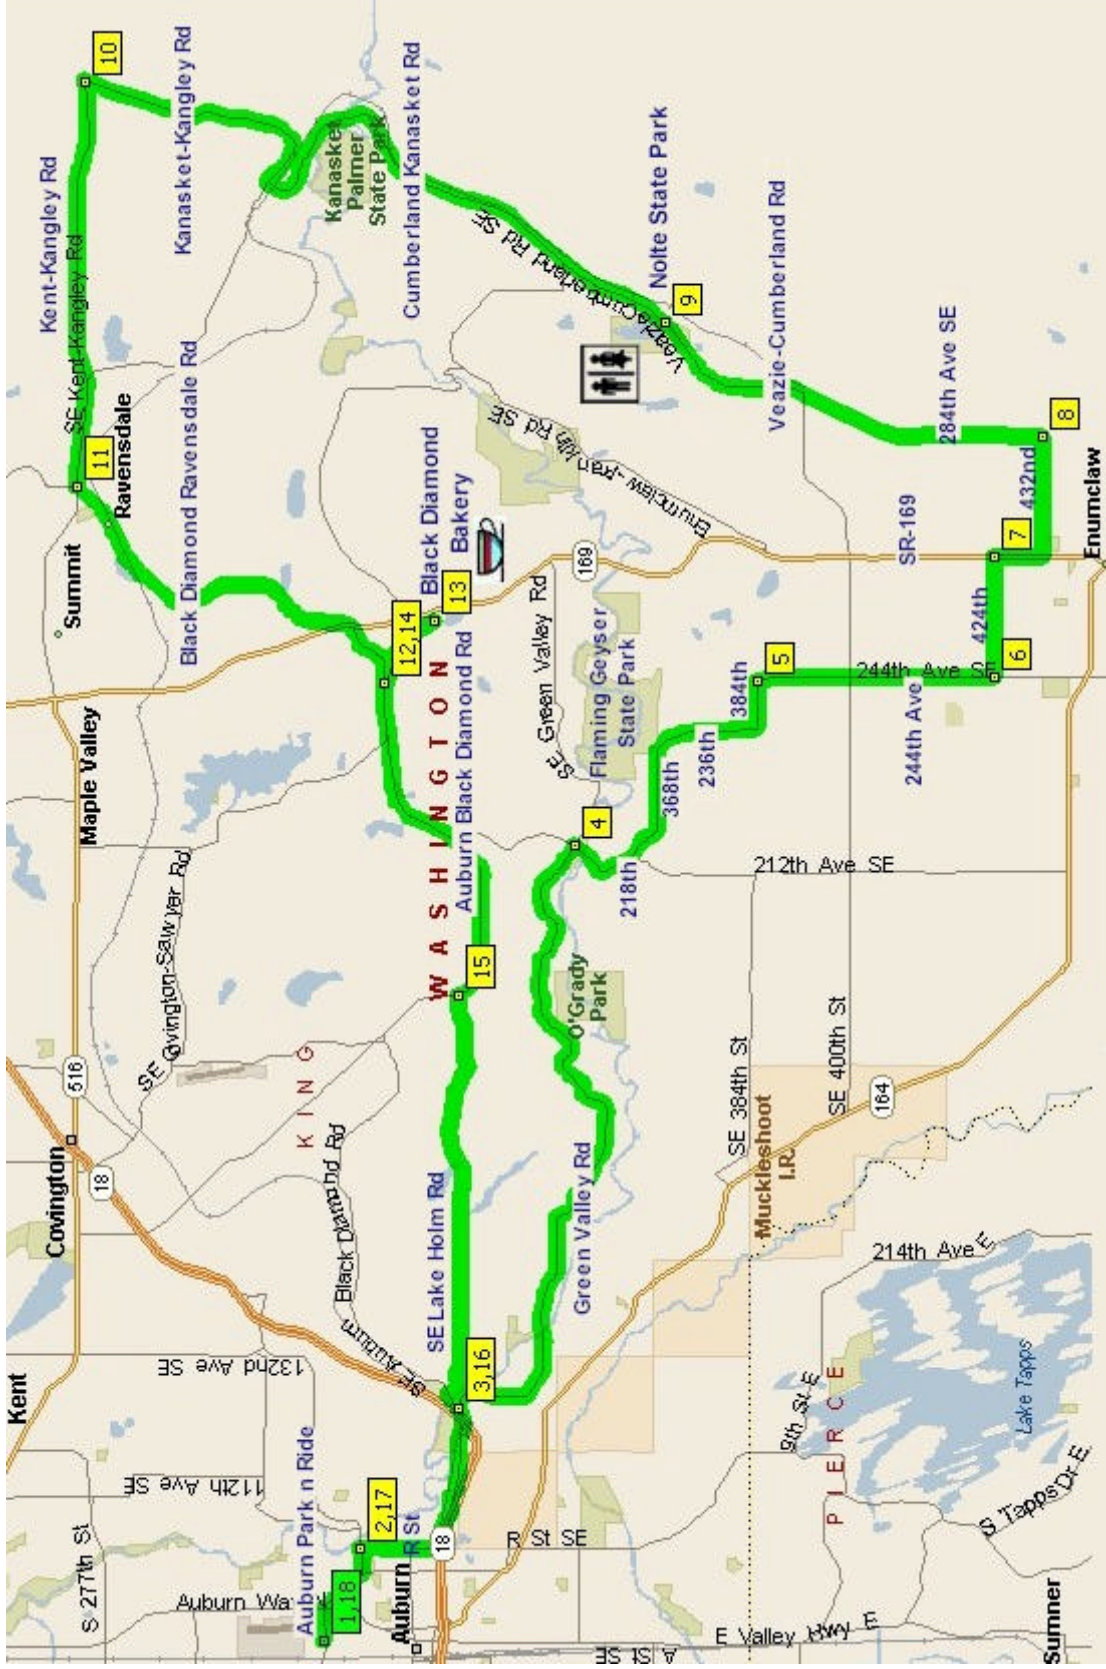 10
Kent-Kangley Rd
Kanasket-Kangley Rd
Cumberland Kanasket Rd
Kanasket
Palmer
State Park
SE Kent-Kangley Rd
11
Ravensdale
Summit
Black Diamond Ravensdale Rd
Veazie Cumberland Rd SE
Nolte State Park
9
Veazie-Cumberland Rd
284th Ave SE
8
432nd
Enumclaw
7
SR-169
Black Diamond
Bakery
13
12,14
169
Enumclaw-Franklin Rd SE
SE Green Valley Rd
Flaming Geyser
State Park
424th
6
244th Ave SE
244th Ave
5
384th
236th
368th
218th
4
212th Ave SE
Maple Valley
Auburn Black Diamond Rd
WASHINGTON
SE Covington-Sawyer Rd
15
O'Grady
Park
516
KING
SE 384th St
SE 400th St
164
Muckleshoot
I.R.
Covington
18
SE Auburn Black Diamond Rd
SE Lake Holm Rd
Green Valley Rd
214th Ave E
132nd Ave SE
3,16
Kent
112th Ave SE
Auburn Park n Ride
2,17
R St
18
R St SE
9th St E
PIERCE
Lake Tapps
S Tapps Dr E
S 277th St
Auburn Wa
1,18
Auburn
E Valley Hwy E
Sumner